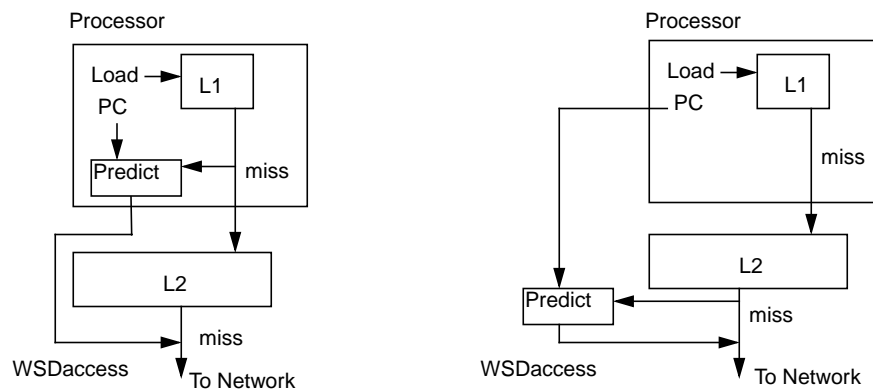 Processor
Load
L1
PC
Predict
miss
L2
miss
WSDaccess
To Network
Processor
Load
L1
PC
miss
L2
Predict
miss
WSDaccess
To Network